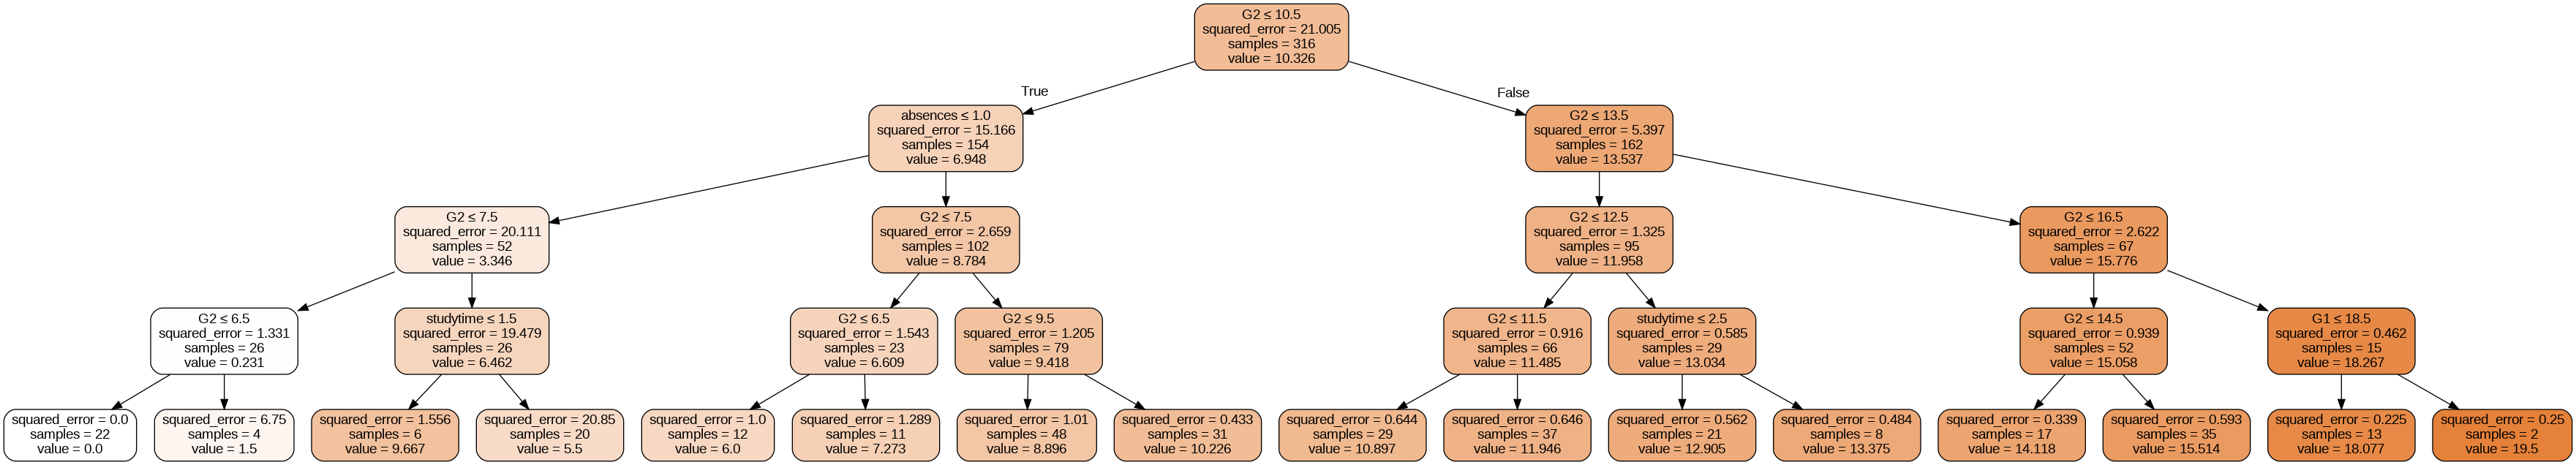 G2 ≤ 10.5
squared_error = 21.005
samples = 316
value = 10.326
True
False
absences ≤ 1.0
squared_error = 15.166
samples = 154
value = 6.948
G2 ≤ 13.5
squared_error = 5.397
samples = 162
value = 13.537
G2 ≤ 7.5
squared_error = 20.111
samples = 52
value = 3.346
G2 ≤ 7.5
squared_error = 2.659
samples = 102
value = 8.784
G2 ≤ 12.5
squared_error = 1.325
samples = 95
value = 11.958
G2 ≤ 16.5
squared_error = 2.622
samples = 67
value = 15.776
G2 ≤ 6.5
squared_error = 1.331
samples = 26
value = 0.231
studytime ≤ 1.5
squared_error = 19.479
samples = 26
value = 6.462
G2 ≤ 6.5
squared_error = 1.543
samples = 23
value = 6.609
G2 ≤ 9.5
squared_error = 1.205
samples = 79
value = 9.418
G2 ≤ 11.5
squared_error = 0.916
samples = 66
value = 11.485
studytime ≤ 2.5
squared_error = 0.585
samples = 29
value = 13.034
G2 ≤ 14.5
squared_error = 0.939
samples = 52
value = 15.058
G1 ≤ 18.5
squared_error = 0.462
samples = 15
value = 18.267
squared_error = 0.0
samples = 22
value = 0.0
squared_error = 6.75
samples = 4
value = 1.5
squared_error = 1.556
samples = 6
value = 9.667
squared_error = 20.85
samples = 20
value = 5.5
squared_error = 1.0
samples = 12
value = 6.0
squared_error = 1.289
samples = 11
value = 7.273
squared_error = 1.01
samples = 48
value = 8.896
squared_error = 0.433
samples = 31
value = 10.226
squared_error = 0.644
samples = 29
value = 10.897
squared_error = 0.646
samples = 37
value = 11.946
squared_error = 0.562
samples = 21
value = 12.905
squared_error = 0.484
samples = 8
value = 13.375
squared_error = 0.339
samples = 17
value = 14.118
squared_error = 0.593
samples = 35
value = 15.514
squared_error = 0.225
samples = 13
value = 18.077
squared_error = 0.25
samples = 2
value = 19.5